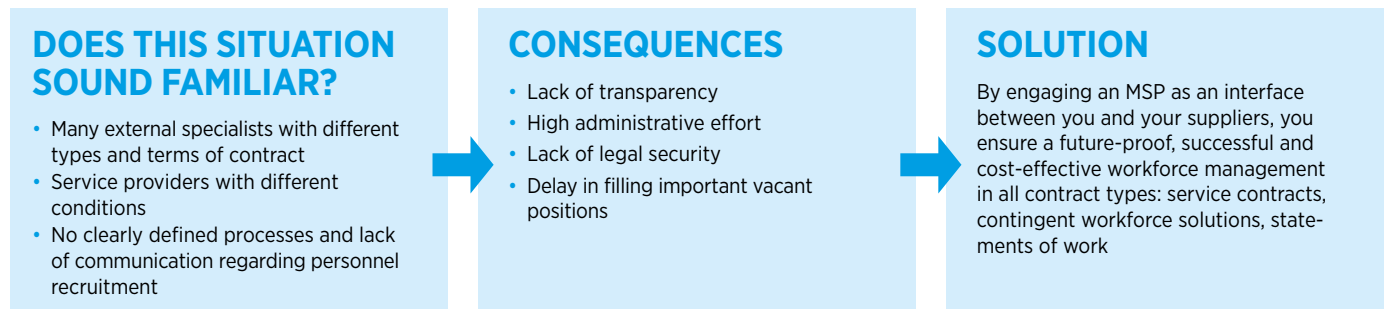 DOES THIS SITUATION
SOUND FAMILIAR?
• Many external specialists with different
types and terms of contract
• Service providers with different
conditions
• No clearly defined processes and lack
of communication regarding personnel
recruitment
CONSEQUENCES
• Lack of transparency
• High administrative effort
• Lack of legal security
• Delay in filling important vacant
positions
SOLUTION
By engaging an MSP as an interface
between you and your suppliers, you
ensure a future-proof, successful and
cost-effective workforce management
in all contract types: service contracts,
contingent workforce solutions, state-
ments of work